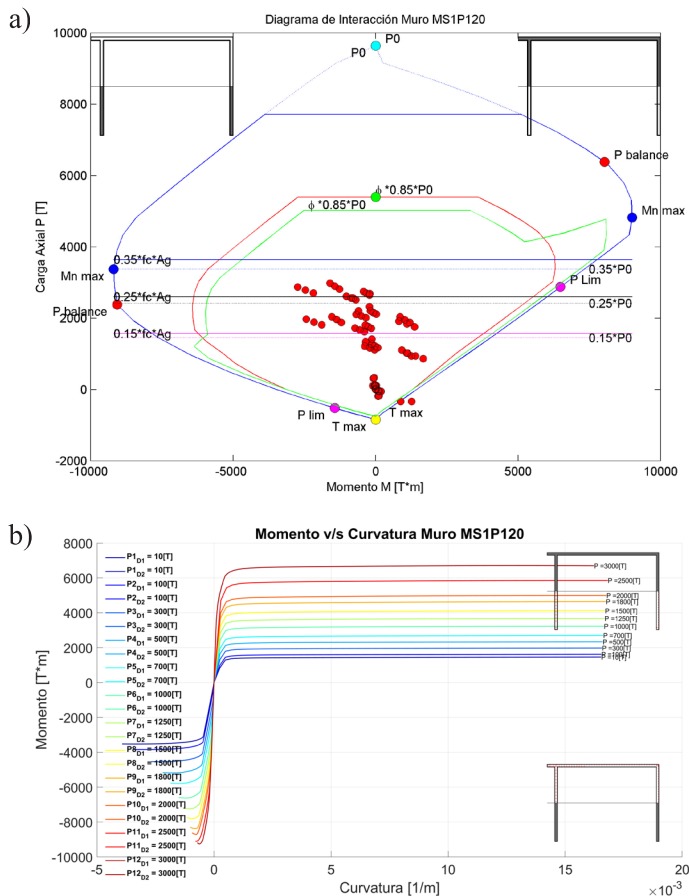 a)
Diagrama de Interacción Muro MS1P120
10000
8000
6000
4000
2000
0
-2000
-10000
-5000
0
5000
10000
Carga Axial P [T]
Momento M [T*m]
P0
P0
P balance
Mn max
ϕ *0.85*P0
ϕ *0.85*P0
0.35*fc*Ag
0.35*P0
Mn max
P Lim
0.25*fc*Ag
0.25*P0
P balance
0.15*fc*Ag
0.15*P0
P lim
T max
T max
b)
Momento v/s Curvatura Muro MS1P120
8000
6000
4000
2000
0
-2000
-4000
-6000
-8000
-10000
-5
0
5
10
15
20
×10⁻³
Momento [T*m]
Curvatura [1/m]
P1D1 = 10[T]
P1D2 = 10[T]
P2D1 = 100[T]
P2D2 = 100[T]
P3D1 = 300[T]
P3D2 = 300[T]
P4D1 = 500[T]
P4D2 = 500[T]
P5D1 = 700[T]
P5D2 = 700[T]
P6D1 = 1000[T]
P6D2 = 1000[T]
P7D1 = 1250[T]
P7D2 = 1250[T]
P8D1 = 1500[T]
P8D2 = 1500[T]
P9D1 = 1800[T]
P9D2 = 1800[T]
P10D1 = 2000[T]
P10D2 = 2000[T]
P11D1 = 2500[T]
P11D2 = 2500[T]
P12D1 = 3000[T]
P12D2 = 3000[T]
P =3000[T]
P =2500[T]
P =2000[T]
P =1800[T]
P =1500[T]
P =1250[T]
P =1000[T]
P =700[T]
P =500[T]
P =300[T]
P =100[T]
P =10[T]